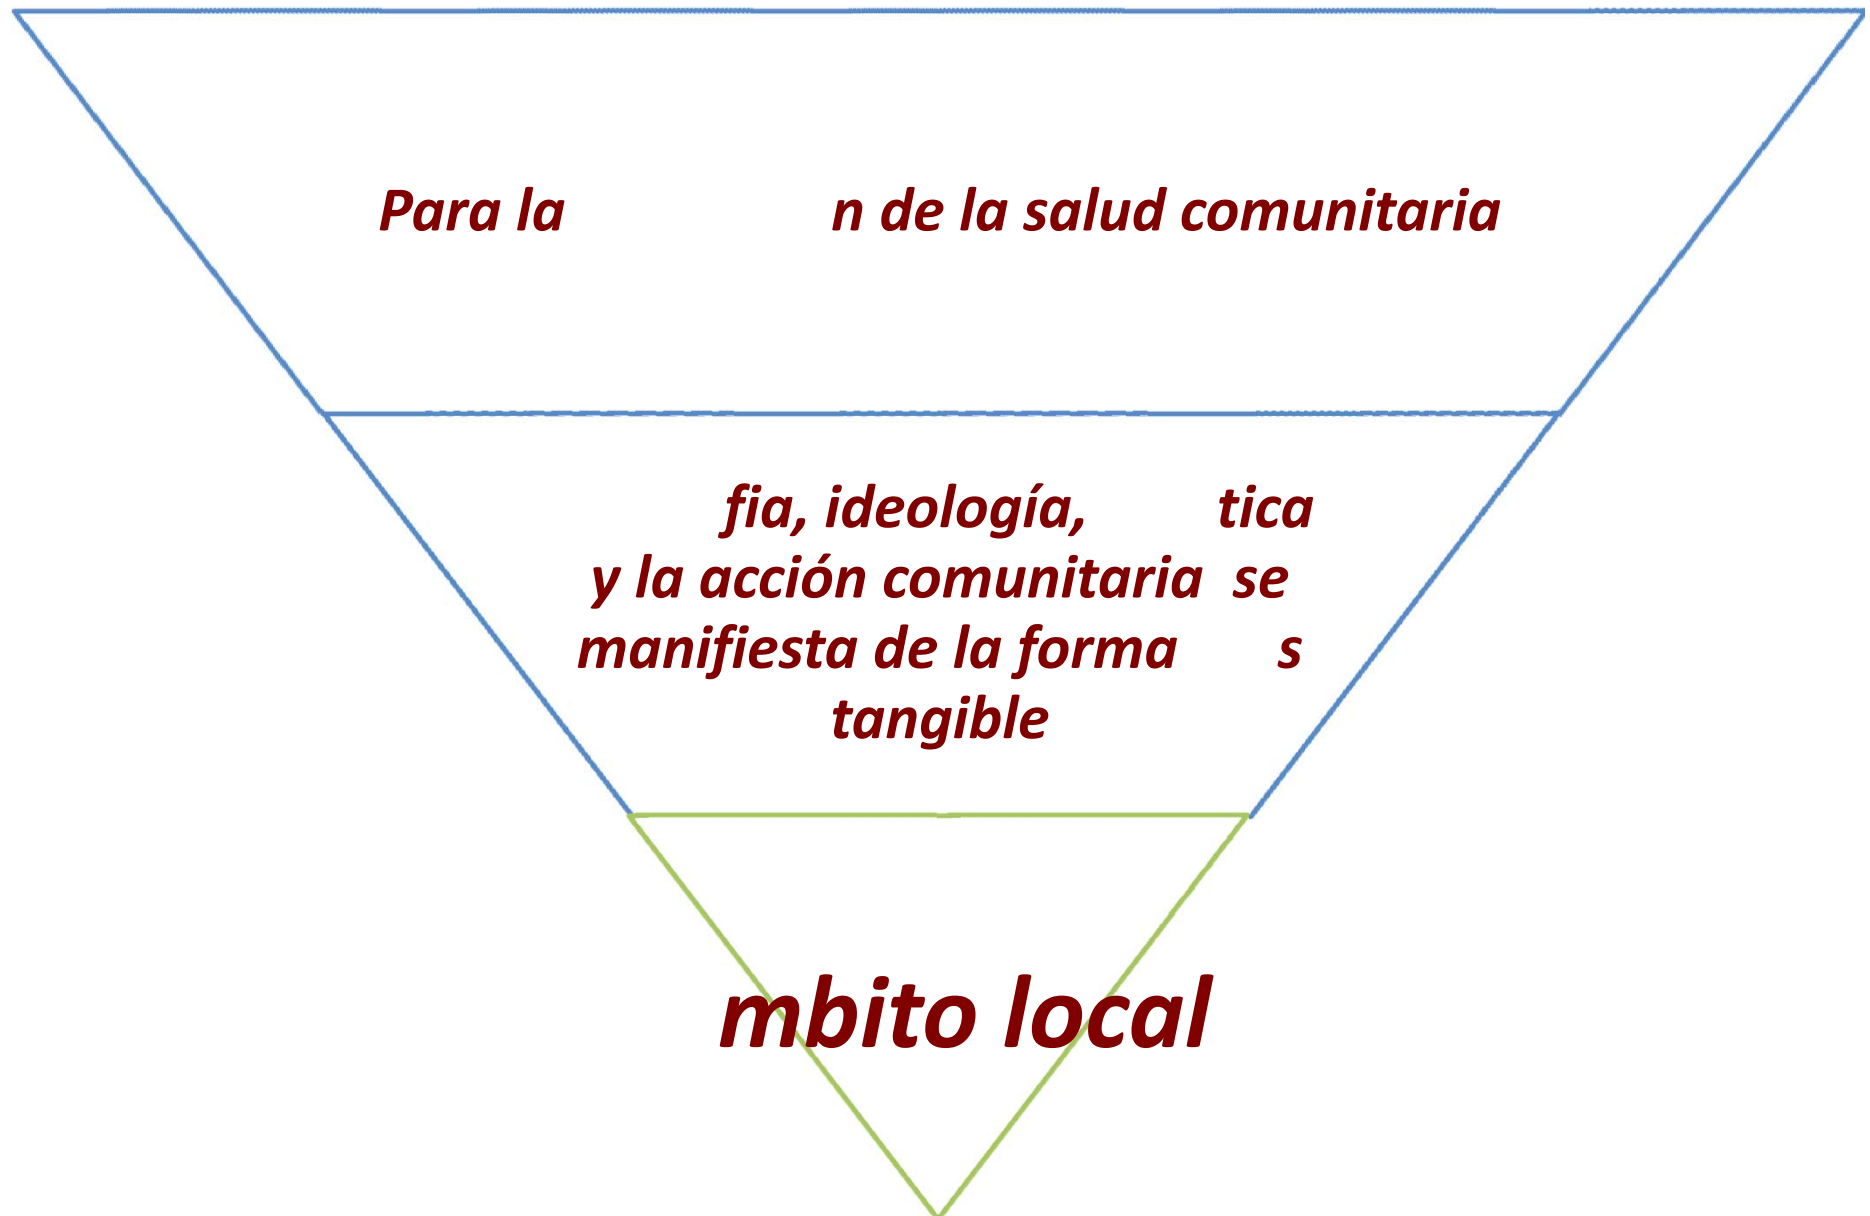 Para la n de la salud comunitaria
fia, ideología, tica
y la acción comunitaria se
manifiesta de la forma s
tangible
mbito local